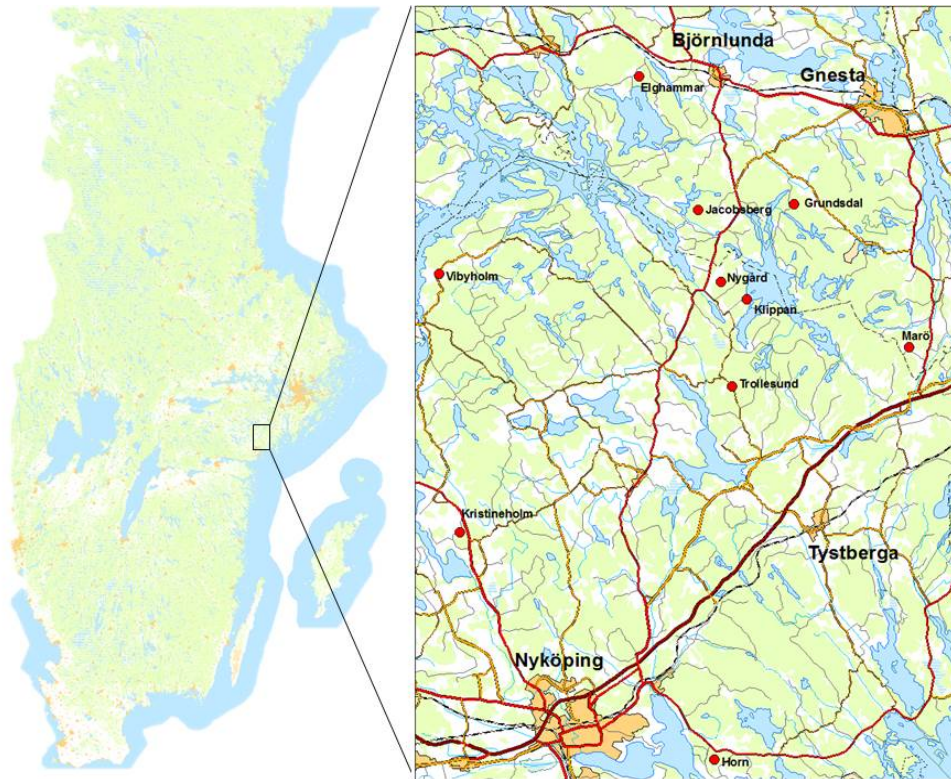 Björnlunda
Gnesta
Elghammar
Jacobsberg
Grundsdal
Vibyholm
Nygård
Klippan
Marö
Trollesund
Kristineholm
Tystberga
Nyköping
Horn